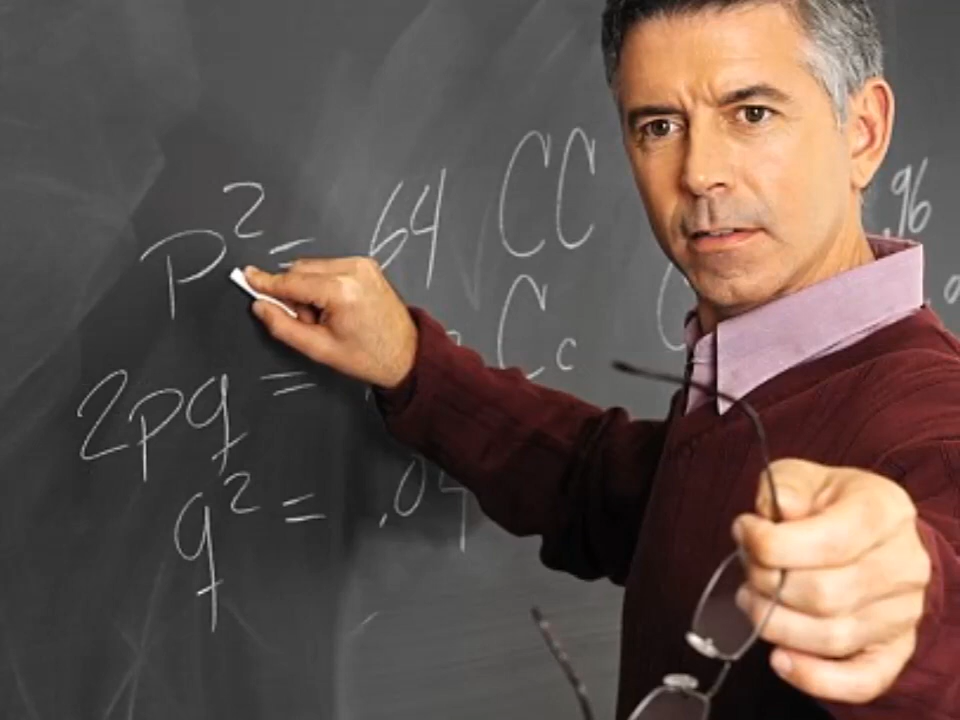 p² = 64 CC .96
2pq = Cc
q² = .04